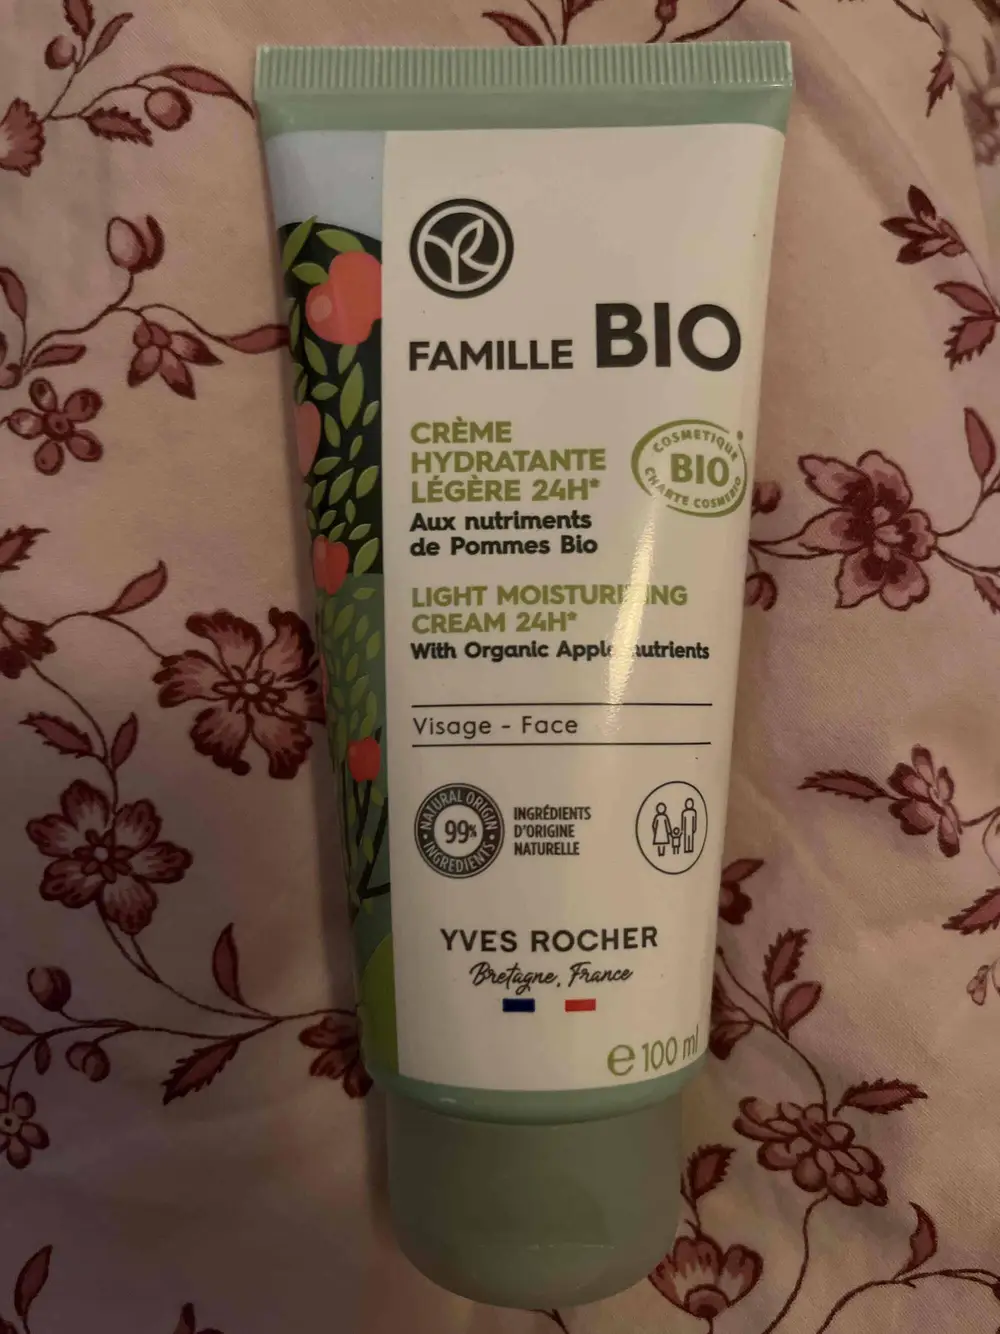 FAMILLE BIO
CRÈME
HYDRATANTE
LÉGÈRE 24H*
Aux nutriments
de Pommes Bio
COSMETIQUE
BIO
CHARTE COSMEBIO
LIGHT
CREAM 24H*
With Organic
Visage - Face
NATURAL ORIGIN
99%
INGREDIENTS
INGRÉDIENTS
D'ORIGINE
NATURELLE
YVES ROCHER
Bretagne, France
e 100 ml